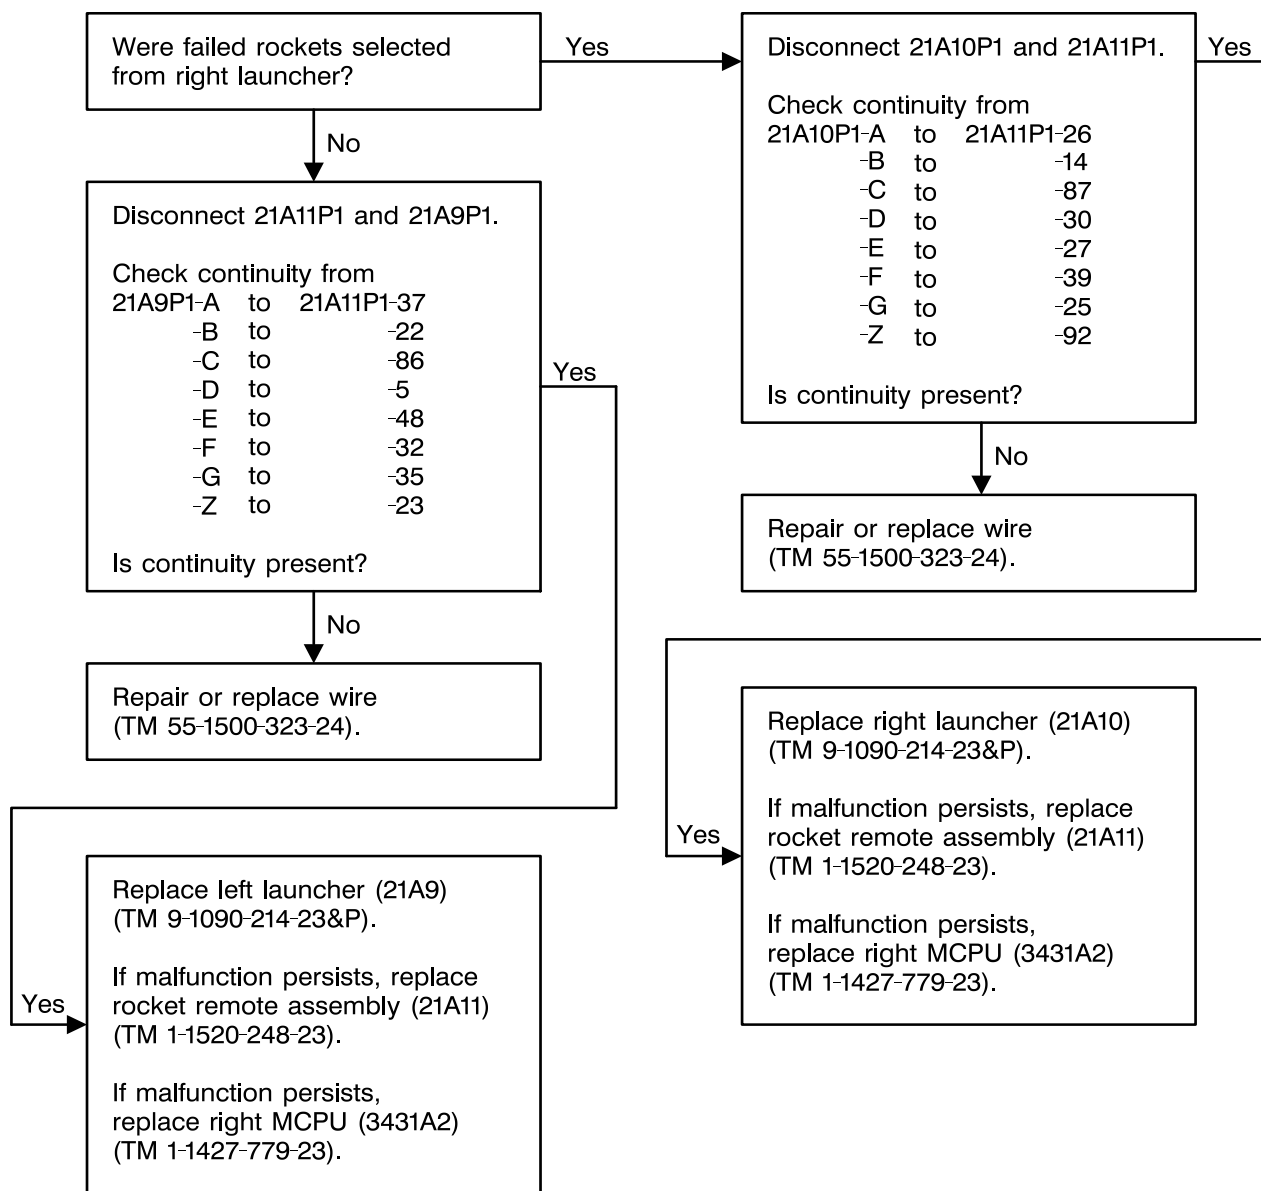 Were failed rockets selected
from right launcher?
Yes
No
Disconnect 21A11P1 and 21A9P1.
Check continuity from
21A9P1-A to 21A11P1-37
-B to -22
-C to -86
-D to -5
-E to -48
-F to -32
-G to -35
-Z to -23
Is continuity present?
Yes
No
Repair or replace wire
(TM 55-1500-323-24).
Yes
Replace left launcher (21A9)
(TM 9-1090-214-23&P).
If malfunction persists, replace
rocket remote assembly (21A11)
(TM 1-1520-248-23).
If malfunction persists,
replace right MCPU (3431A2)
(TM 1-1427-779-23).
Disconnect 21A10P1 and 21A11P1.
Check continuity from
21A10P1-A to 21A11P1-26
-B to -14
-C to -87
-D to -30
-E to -27
-F to -39
-G to -25
-Z to -92
Is continuity present?
Yes
No
Repair or replace wire
(TM 55-1500-323-24).
Yes
Replace right launcher (21A10)
(TM 9-1090-214-23&P).
If malfunction persists, replace
rocket remote assembly (21A11)
(TM 1-1520-248-23).
If malfunction persists,
replace right MCPU (3431A2)
(TM 1-1427-779-23).